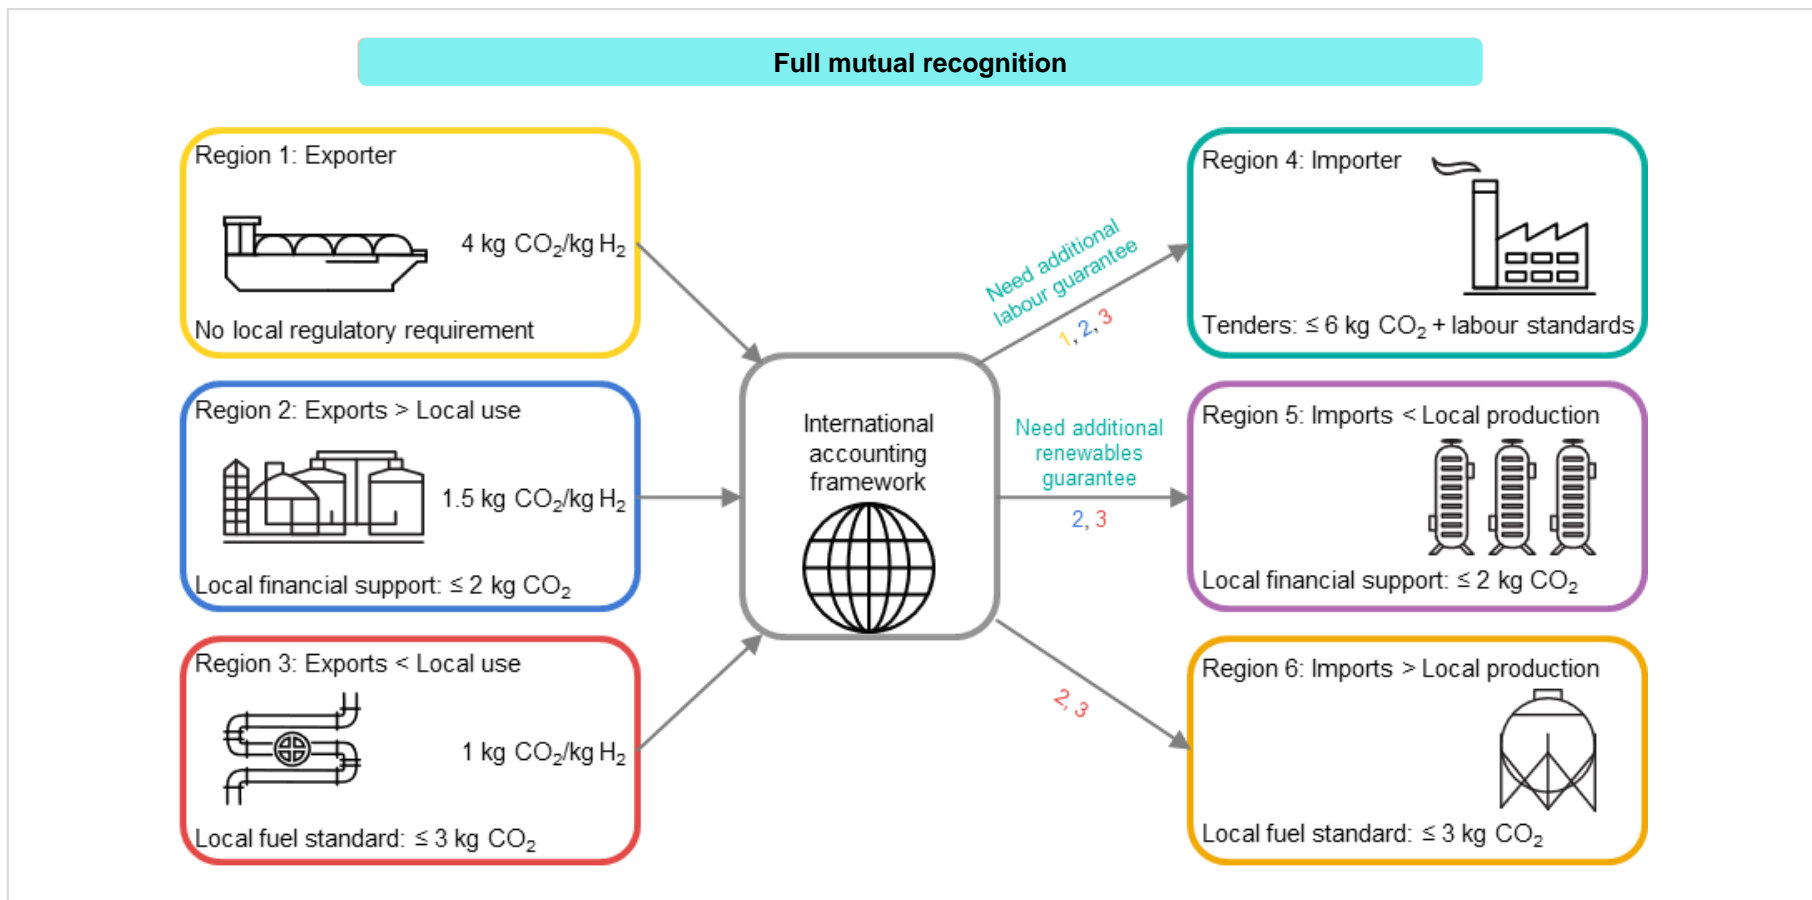 Full mutual recognition
Region 1: Exporter
4 kg CO₂/kg H₂
No local regulatory requirement
Region 2: Exports > Local use
1.5 kg CO₂/kg H₂
Local financial support: ≤ 2 kg CO₂
Region 3: Exports < Local use
1 kg CO₂/kg H₂
Local fuel standard: ≤ 3 kg CO₂
International
accounting
framework
Need additional
labour guarantee
1, 2, 3
Need additional
renewables
guarantee
2, 3
2, 3
Region 4: Importer
Tenders: ≤ 6 kg CO₂ + labour standards
Region 5: Imports < Local production
Local financial support: ≤ 2 kg CO₂
Region 6: Imports > Local production
Local fuel standard: ≤ 3 kg CO₂